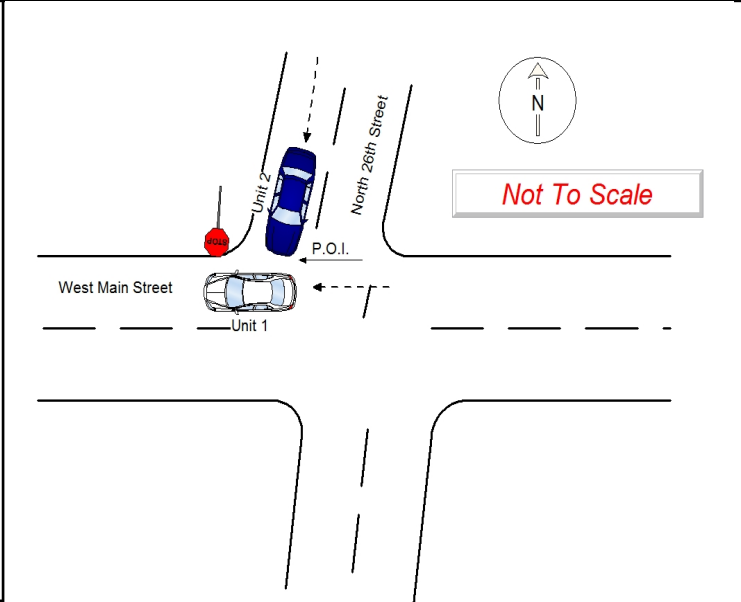 N
North 26th Street
Not To Scale
Unit 2
STOP
P.O.I.
West Main Street
Unit 1